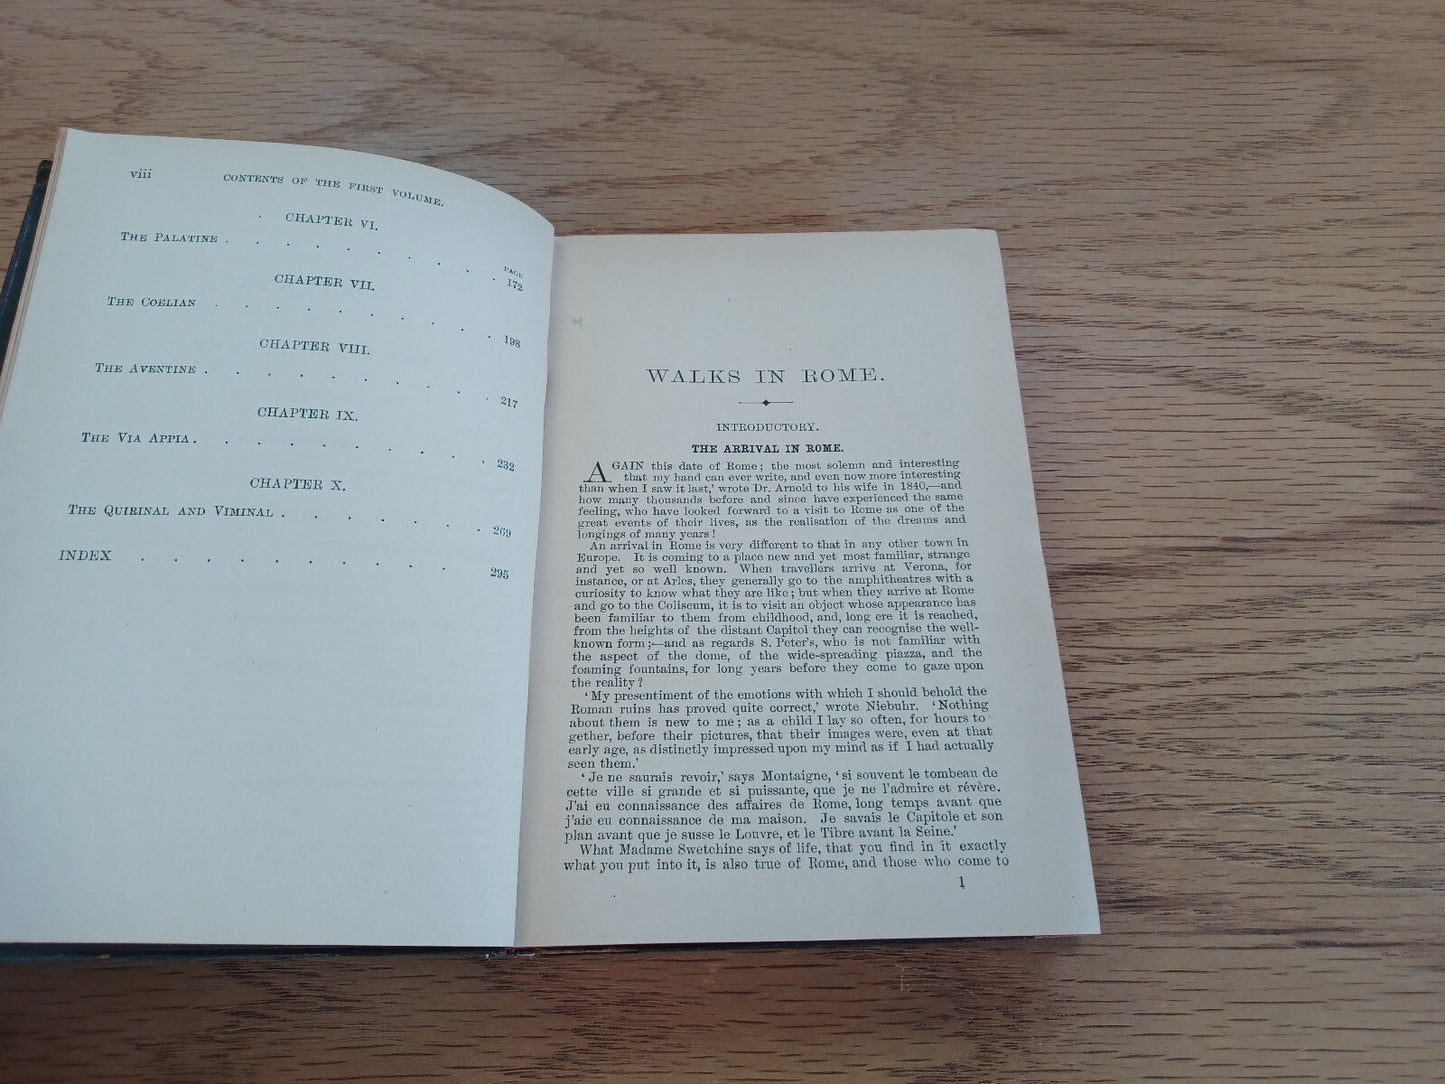 viii CONTENTS OF THE FIRST VOLUME.
CHAPTER VI.
PAGE
THE PALATINE . . . . . . . . . . 172
CHAPTER VII.
THE COELIAN . . . . . . . . . . 198
CHAPTER VIII.
THE AVENTINE . . . . . . . . . . 217
CHAPTER IX.
THE VIA APPIA . . . . . . . . . . 232
CHAPTER X.
THE QUIRINAL AND VIMINAL . . . . . . . 269
INDEX . . . . . . . . . . . 295
WALKS IN ROME.
INTRODUCTORY.
THE ARRIVAL IN ROME.
AGAIN this date of Rome; the most solemn and interesting
that my hand can ever write, and even now more interesting
than when I saw it last,' wrote Dr. Arnold to his wife in 1840,—and
how many thousands before and since have experienced the same
feeling, who have looked forward to a visit to Rome as one of the
great events of their lives, as the realisation of the dreams and
longings of many years!
An arrival in Rome is very different to that in any other town in
Europe. It is coming to a place new and yet most familiar, strange
and yet so well known. When travellers arrive at Verona, for
instance, or at Arles, they generally go to the amphitheatres with a
curiosity to know what they are like; but when they arrive at Rome
and go to the Coliseum, it is to visit an object whose appearance has
been familiar to them from childhood, and, long ere it is reached,
from the heights of the distant Capitol they can recognise the well-
known form;—and as regards S. Peter's, who is not familiar with
the aspect of the dome, of the wide-spreading piazza, and the
foaming fountains, for long years before they come to gaze upon
the reality?
'My presentiment of the emotions with which I should behold the
Roman ruins has proved quite correct,' wrote Niebuhr. 'Nothing
about them is new to me; as a child I lay so often, for hours to-
gether, before their pictures, that their images were, even at that
early age, as distinctly impressed upon my mind as if I had actually
seen them.'
'Je ne saurais revoir,' says Montaigne, 'si souvent le tombeau de
cette ville si grande et si puissante, que je ne l'admire et révère.
J'ai eu connaissance des affaires de Rome, long temps avant que
j'aie eu connaissance de ma maison. Je savais le Capitole et son
plan avant que je susse le Louvre, et le Tibre avant la Seine.'
What Madame Swetchine says of life, that you find in it exactly
what you put into it, is also true of Rome, and those who come to
1